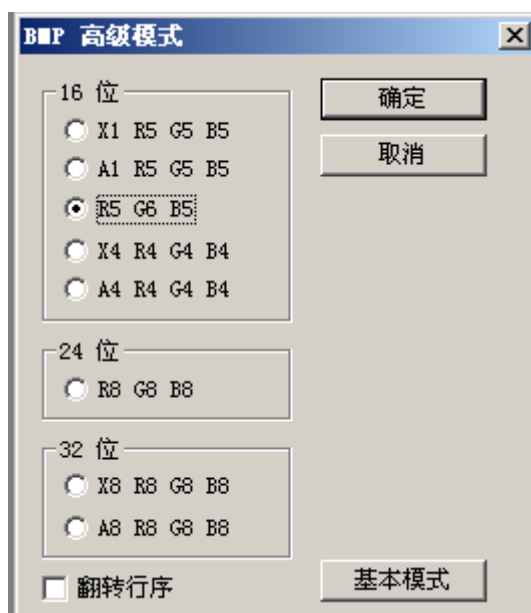 BMP 高级模式
16 位
X1 R5 G5 B5
A1 R5 G5 B5
R5 G6 B5
X4 R4 G4 B4
A4 R4 G4 B4
24 位
R8 G8 B8
32 位
X8 R8 G8 B8
A8 R8 G8 B8
翻转行序
确定
取消
基本模式